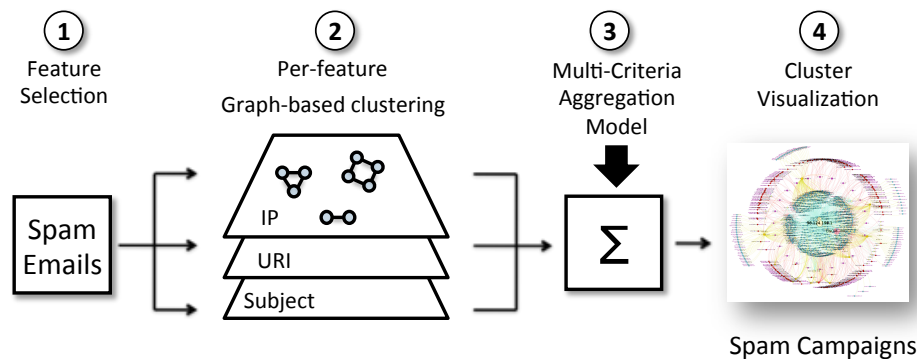 1
Feature
Selection
2
Per-feature
Graph-based clustering
3
Multi-Criteria
Aggregation
Model
4
Cluster
Visualization
Spam
Emails
IP
URI
Subject
Σ
Spam Campaigns